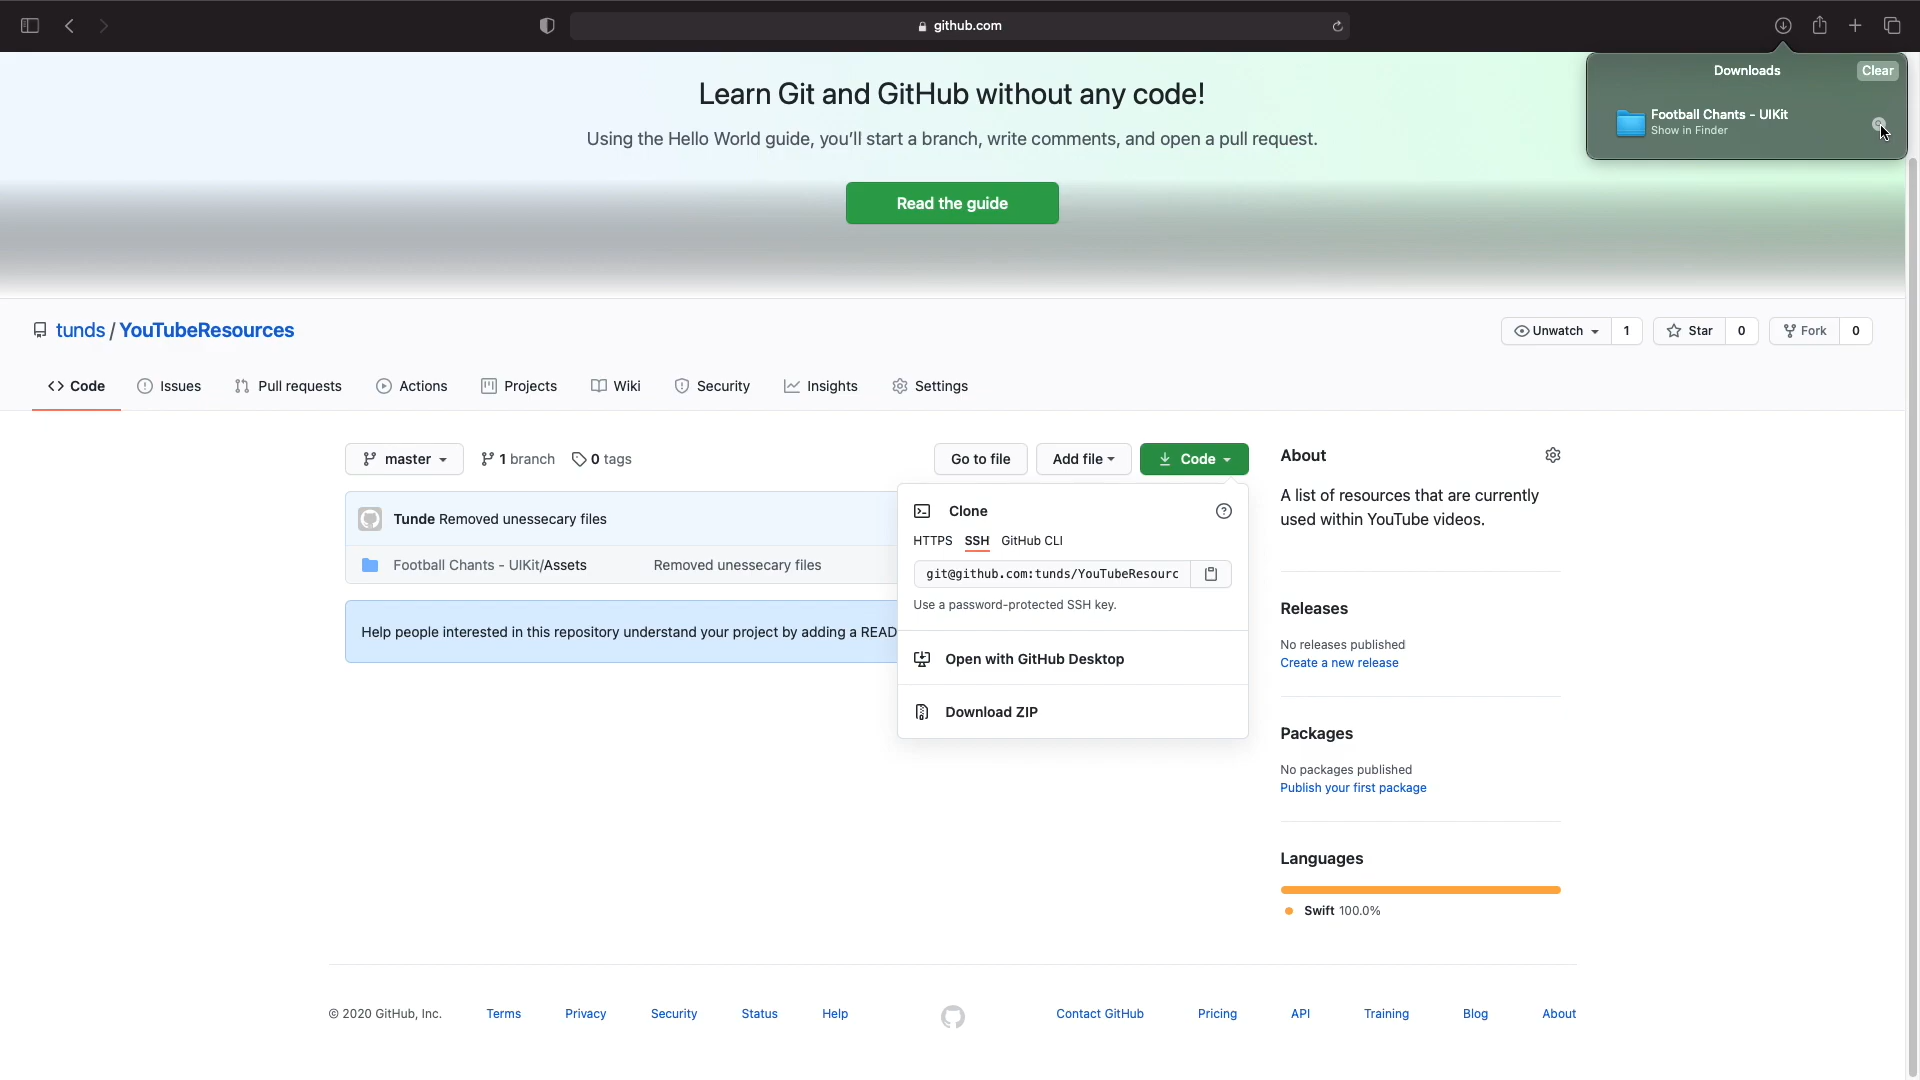 github.com
Downloads
Clear
Football Chants - UIKit
Show in Finder
Learn Git and GitHub without any code!
Using the Hello World guide, you'll start a branch, write comments, and open a pull request.
Read the guide
tunds / YouTubeResources
Unwatch 1
Star 0
Fork 0
Code
Issues
Pull requests
Actions
Projects
Wiki
Security
Insights
Settings
master
1 branch
0 tags
Go to file
Add file
Code
Tunde Removed unessecary files
Football Chants - UIKit/Assets
Removed unessecary files
Help people interested in this repository understand your project by adding a READ
Clone
HTTPS
SSH
GitHub CLI
git@github.com:tunds/YouTubeResourc
Use a password-protected SSH key.
Open with GitHub Desktop
Download ZIP
About
A list of resources that are currently
used within YouTube videos.
Releases
No releases published
Create a new release
Packages
No packages published
Publish your first package
Languages
Swift 100.0%
© 2020 GitHub, Inc.
Terms
Privacy
Security
Status
Help
Contact GitHub
Pricing
API
Training
Blog
About